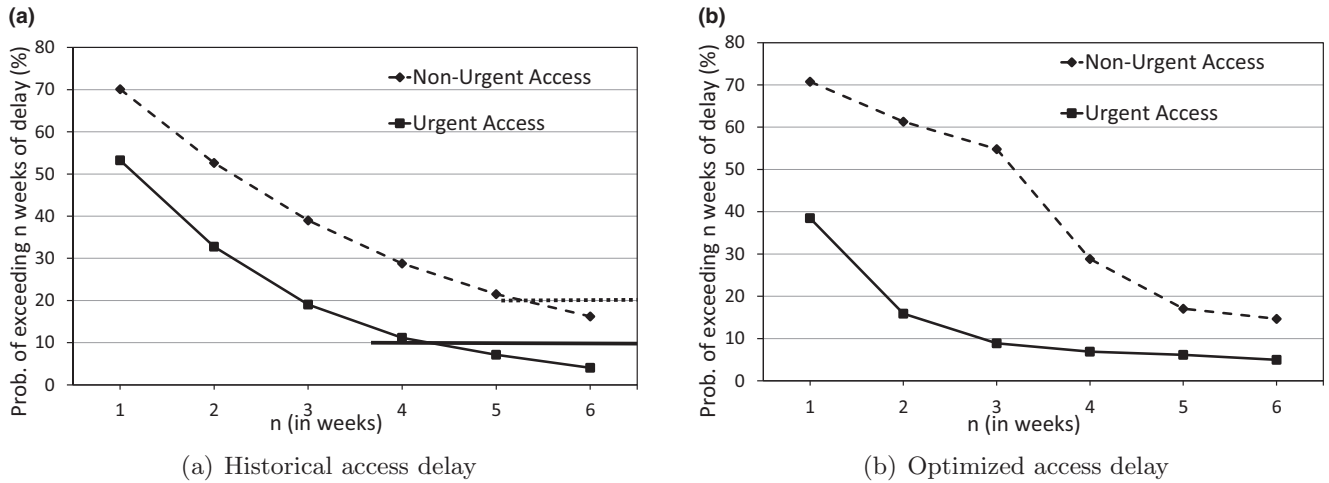 (a)
Prob. of exceeding n weeks of delay (%)
80
70
60
50
40
30
20
10
0
Non-Urgent Access
Urgent Access
1 2 3 4 5 6
n (in weeks)
(a) Historical access delay
(b)
Prob. of exceeding n weeks of delay (%)
80
70
60
50
40
30
20
10
0
Non-Urgent Access
Urgent Access
1 2 3 4 5 6
n (in weeks)
(b) Optimized access delay